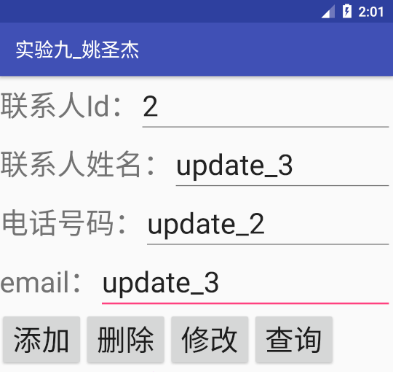 2:01
实验九_姚圣杰
联系人Id： 2
联系人姓名： update_3
电话号码： update_2
email： update_3
添加 删除 修改 查询